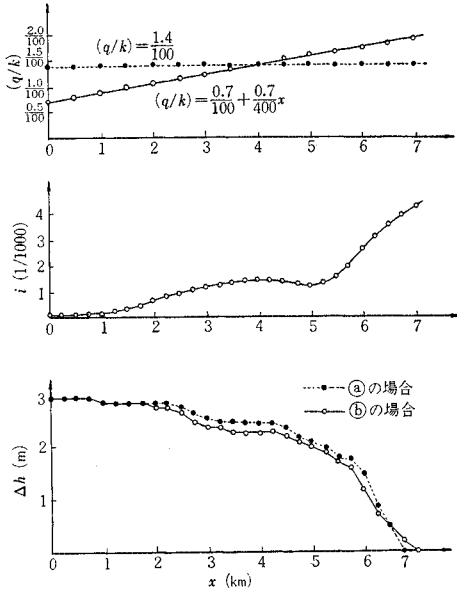 (q/k)
2.0/100
1.5/100
1.0/100
0.5/100
(q/k) = 1.4/100
(q/k) = 0.7/100 + 0.7/400 x
0 1 2 3 4 5 6 7
i (1/1000)
4
3
2
1
0 1 2 3 4 5 6 7
Δh (m)
3
2
1
ⓐの場合
ⓑの場合
0 1 2 3 4 5 6 7
x (km)